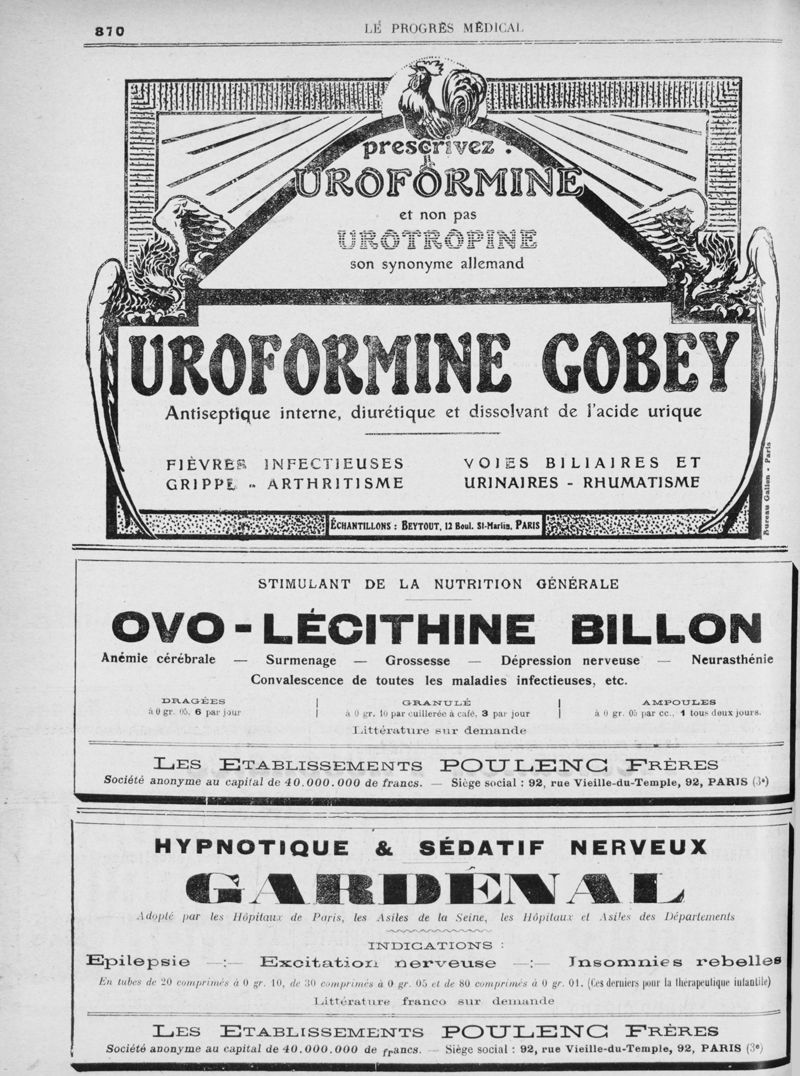 870
LE PROGRÈS MÉDICAL
prescrivez :
UROFORMINE
et non pas
UROTROPINE
son synonyme allemand
UROFORMINE GOBEY
Antiseptique interne, diurétique et dissolvant de l'acide urique
FIÈVRES INFECTIEUSES
GRIPPE - ARTHRITISME
VOIES BILIAIRES ET
URINAIRES - RHUMATISME
ÉCHANTILLONS : BEYTOUT, 12 Boul. St-Martin, PARIS
Bureau Galien - Paris
STIMULANT DE LA NUTRITION GÉNÉRALE
OVO-LÉCITHINE BILLON
Anémie cérébrale — Surmenage — Grossesse — Dépression nerveuse — Neurasthénie
Convalescence de toutes les maladies infectieuses, etc.
DRAGÉES
à 0 gr. 05, 6 par jour
GRANULÉ
à 0 gr. 10 par cuillerée à café, 3 par jour
AMPOULES
à 0 gr. 05 par cc., 1 tous deux jours.
Littérature sur demande
LES ETABLISSEMENTS POULENC FRÈRES
Société anonyme au capital de 40.000.000 de francs. — Siège social : 92, rue Vieille-du-Temple, 92, PARIS (3e)
HYPNOTIQUE & SÉDATIF NERVEUX
GARDÉNAL
Adopté par les Hôpitaux de Paris, les Asiles de la Seine, les Hôpitaux et Asiles des Départements
INDICATIONS :
Epilepsie —:— Excitation nerveuse —:— Insomnies rebelles
En tubes de 20 comprimés à 0 gr. 10, de 30 comprimés à 0 gr. 05 et de 80 comprimés à 0 gr. 01. (Ces derniers pour la thérapeutique infantile)
Littérature franco sur demande
LES ETABLISSEMENTS POULENC FRÈRES
Société anonyme au capital de 40.000.000 de francs. — Siège social : 92, rue Vieille-du-Temple, 92, PARIS (3e)